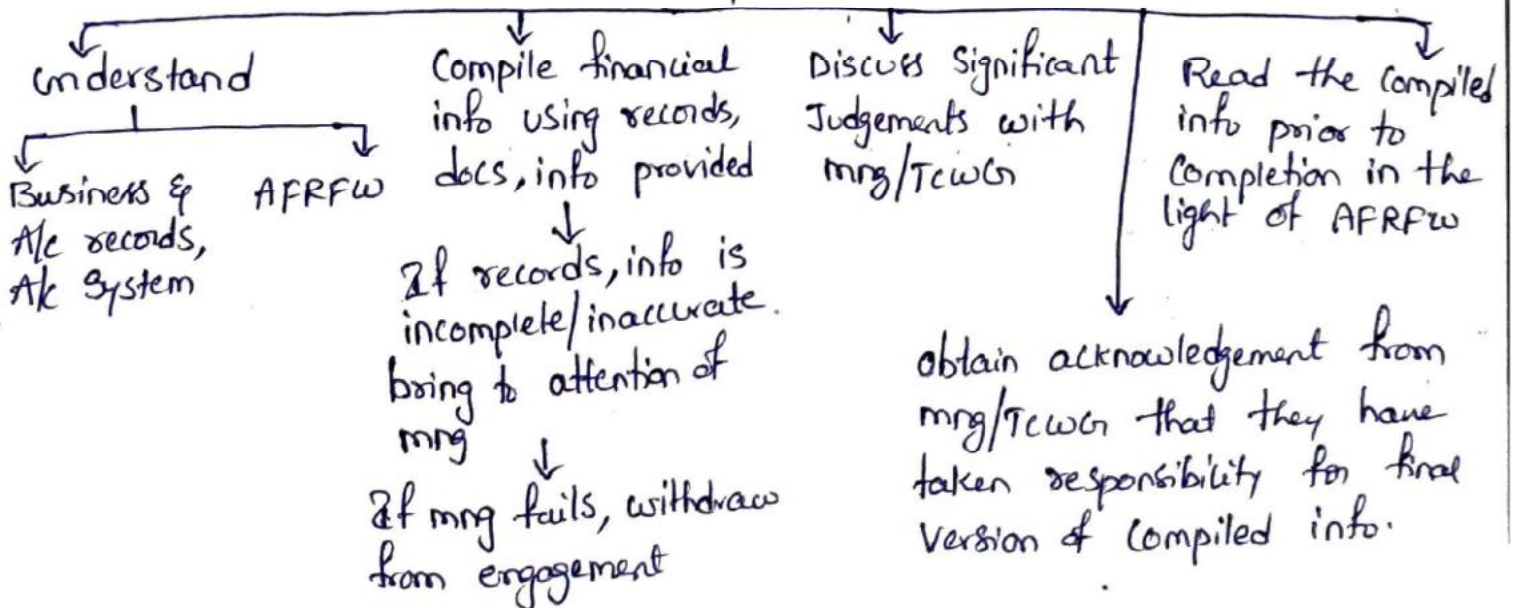 understand
Business &
A/c records,
A/c System
AFRFW
Compile financial
info using records,
docs, info provided
If records, info is
incomplete/inaccurate.
bring to attention of
mng
If mng fails, withdraw
from engagement
Discuss Significant
Judgements with
mng/TCWG
obtain acknowledgement from
mng/TCWG that they have
taken responsibility for final
version of compiled info.
Read the compiled
info prior to
completion in the
light of AFRFW